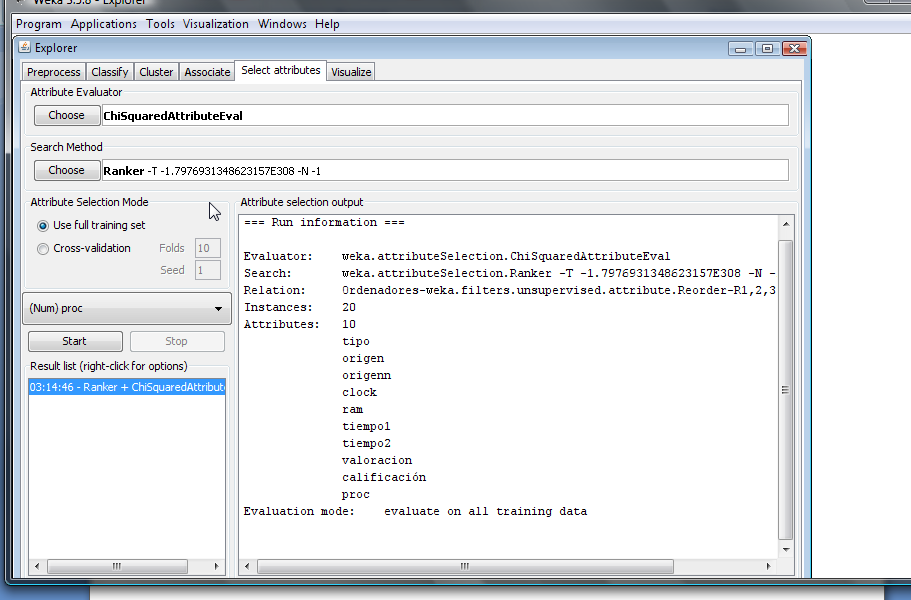 Weka 3.5.8 - Explorer
Program Applications Tools Visualization Windows Help
Explorer
Preprocess Classify Cluster Associate Select attributes Visualize
Attribute Evaluator
Choose ChiSquaredAttributeEval
Search Method
Choose Ranker -T -1.7976931348623157E308 -N -1
Attribute Selection Mode
Use full training set
Cross-validation Folds 10
Seed 1
(Num) proc
Start Stop
Result list (right-click for options)
03:14:46 - Ranker + ChiSquaredAttribute
Attribute selection output
=== Run information ===
Evaluator: weka.attributeSelection.ChiSquaredAttributeEval
Search: weka.attributeSelection.Ranker -T -1.7976931348623157E308 -N -
Relation: Ordenadores-weka.filters.unsupervised.attribute.Reorder-R1,2,3
Instances: 20
Attributes: 10
tipo
origen
origenn
clock
ram
tiempo1
tiempo2
valoracion
calificación
proc
Evaluation mode: evaluate on all training data